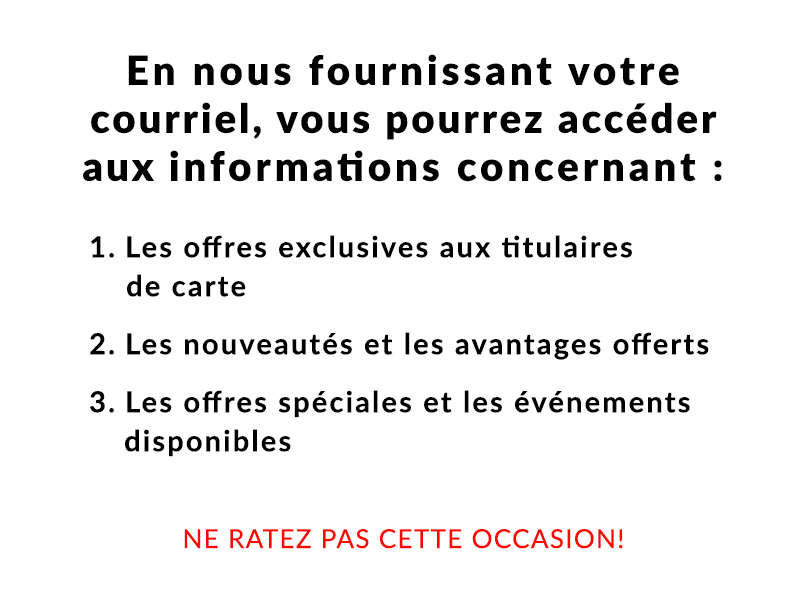 En nous fournissant votre
courriel, vous pourrez accéder
aux informations concernant :
1. Les offres exclusives aux titulaires
de carte
2. Les nouveautés et les avantages offerts
3. Les offres spéciales et les événements
disponibles
NE RATEZ PAS CETTE OCCASION!